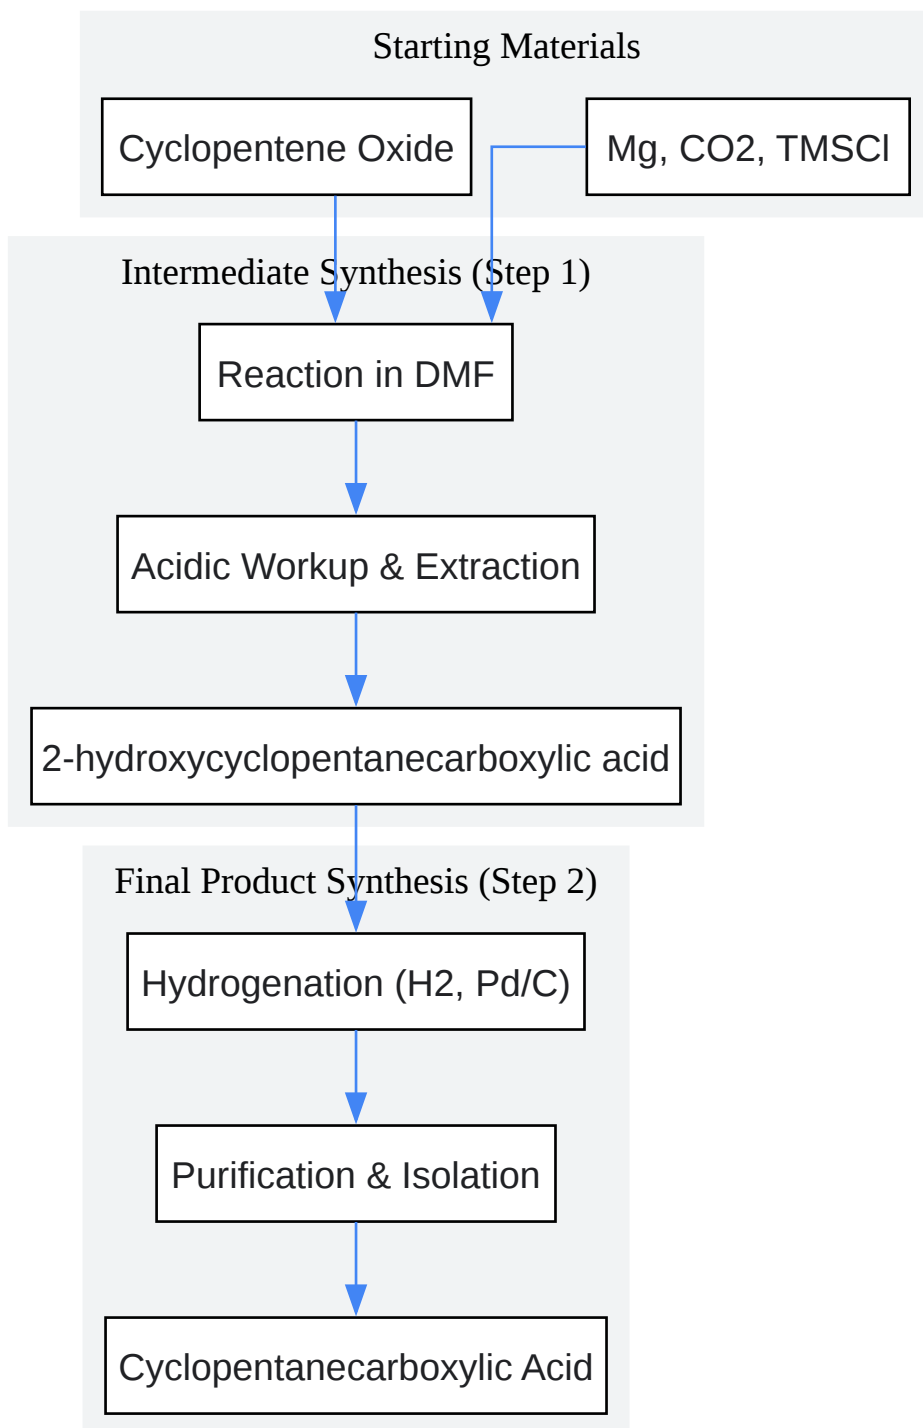 Starting Materials
Cyclopentene Oxide
Mg, CO2, TMSCl
Intermediate Synthesis (Step 1)
Reaction in DMF
Acidic Workup & Extraction
2-hydroxycyclopentanecarboxylic acid
Final Product Synthesis (Step 2)
Hydrogenation (H2, Pd/C)
Purification & Isolation
Cyclopentanecarboxylic Acid